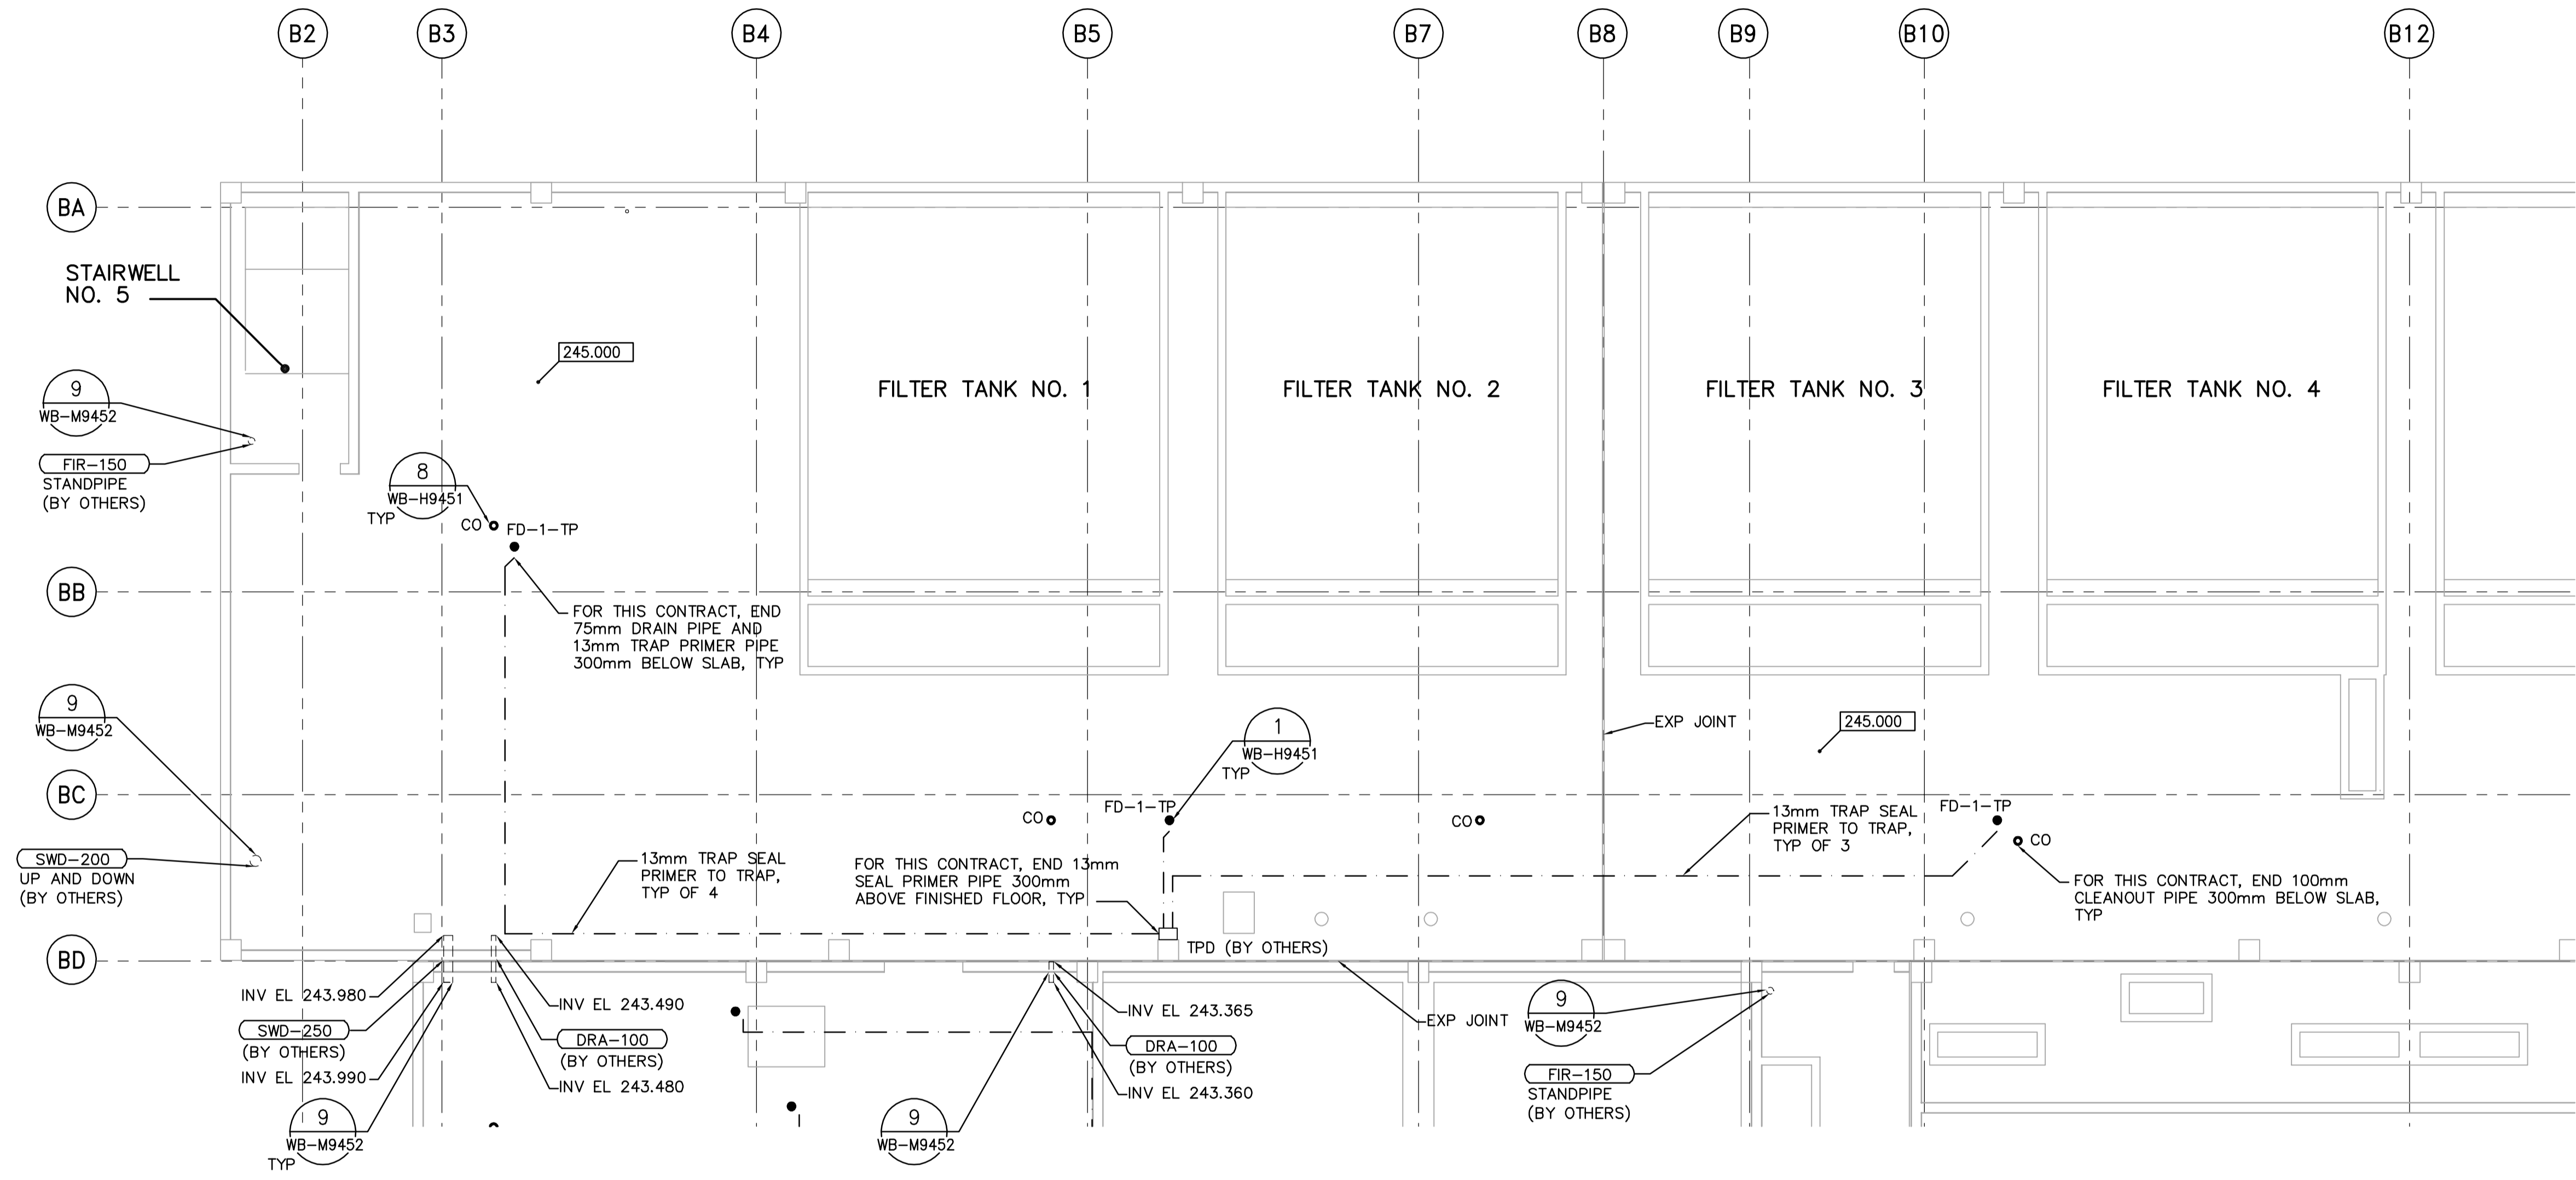 B2
B3
B4
B5
B7
B8
B9
B10
B12
BA
STAIRWELL
NO. 5
245.000
FILTER TANK NO. 1
FILTER TANK NO. 2
FILTER TANK NO. 3
FILTER TANK NO. 4
9
WB-M9452
FIR-150
STANDPIPE
(BY OTHERS)
8
WB-H9451
TYP
CO
FD-1-TP
BB
FOR THIS CONTRACT, END
75mm DRAIN PIPE AND
13mm TRAP PRIMER PIPE
300mm BELOW SLAB, TYP
9
WB-M9452
1
WB-H9451
TYP
EXP JOINT
245.000
BC
CO
FD-1-TP
CO
13mm TRAP SEAL
PRIMER TO TRAP,
TYP OF 3
FD-1-TP
CO
SWD-200
UP AND DOWN
(BY OTHERS)
13mm TRAP SEAL
PRIMER TO TRAP,
TYP OF 4
FOR THIS CONTRACT, END 13mm
SEAL PRIMER PIPE 300mm
ABOVE FINISHED FLOOR, TYP
FOR THIS CONTRACT, END 100mm
CLEANOUT PIPE 300mm BELOW SLAB,
TYP
BD
TPD (BY OTHERS)
INV EL 243.980
SWD-250
(BY OTHERS)
INV EL 243.990
INV EL 243.490
DRA-100
(BY OTHERS)
INV EL 243.480
INV EL 243.365
DRA-100
(BY OTHERS)
INV EL 243.360
EXP JOINT
9
WB-M9452
FIR-150
STANDPIPE
(BY OTHERS)
9
WB-M9452
TYP
9
WB-M9452